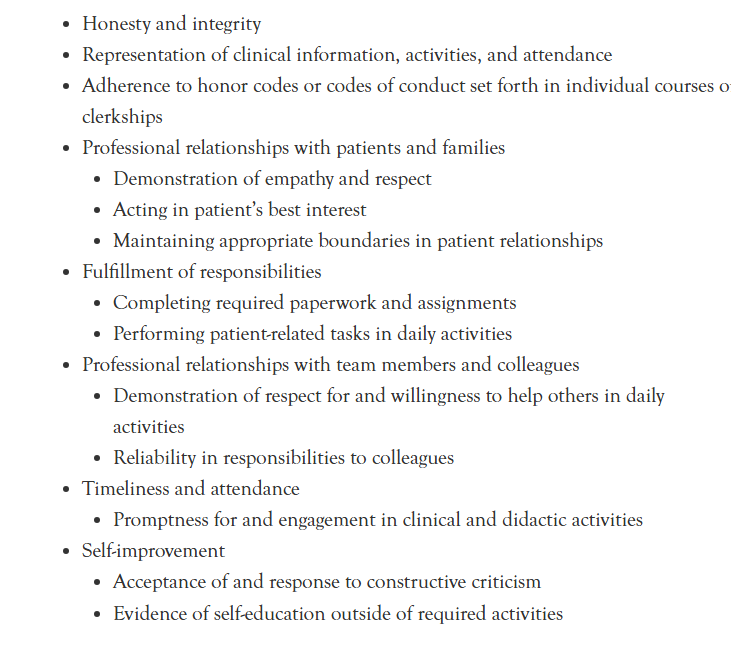 Honesty and integrity
Representation of clinical information, activities, and attendance
Adherence to honor codes or codes of conduct set forth in individual courses
clerkships
Professional relationships with patients and families
Demonstration of empathy and respect
Acting in patient's best interest
Maintaining appropriate boundaries in patient relationships
Fulfillment of responsibilities
Completing required paperwork and assignments
Performing patient-related tasks in daily activities
Professional relationships with team members and colleagues
Demonstration of respect for and willingness to help others in daily
activities
Reliability in responsibilities to colleagues
Timeliness and attendance
Promptness for and engagement in clinical and didactic activities
Self-improvement
Acceptance of and response to constructive criticism
Evidence of self-education outside of required activities